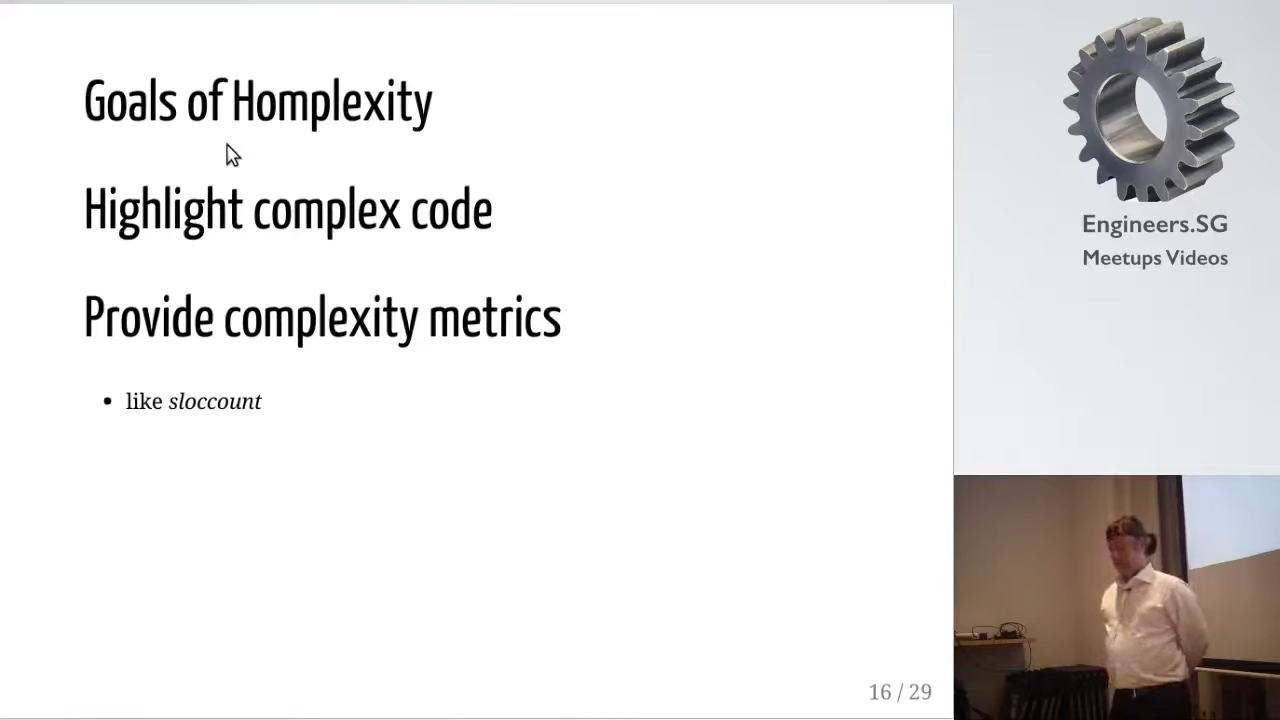 Goals of Homplexity
Highlight complex code
Provide complexity metrics
• like sloccount
16 / 29
Engineers.SG
Meetups Videos